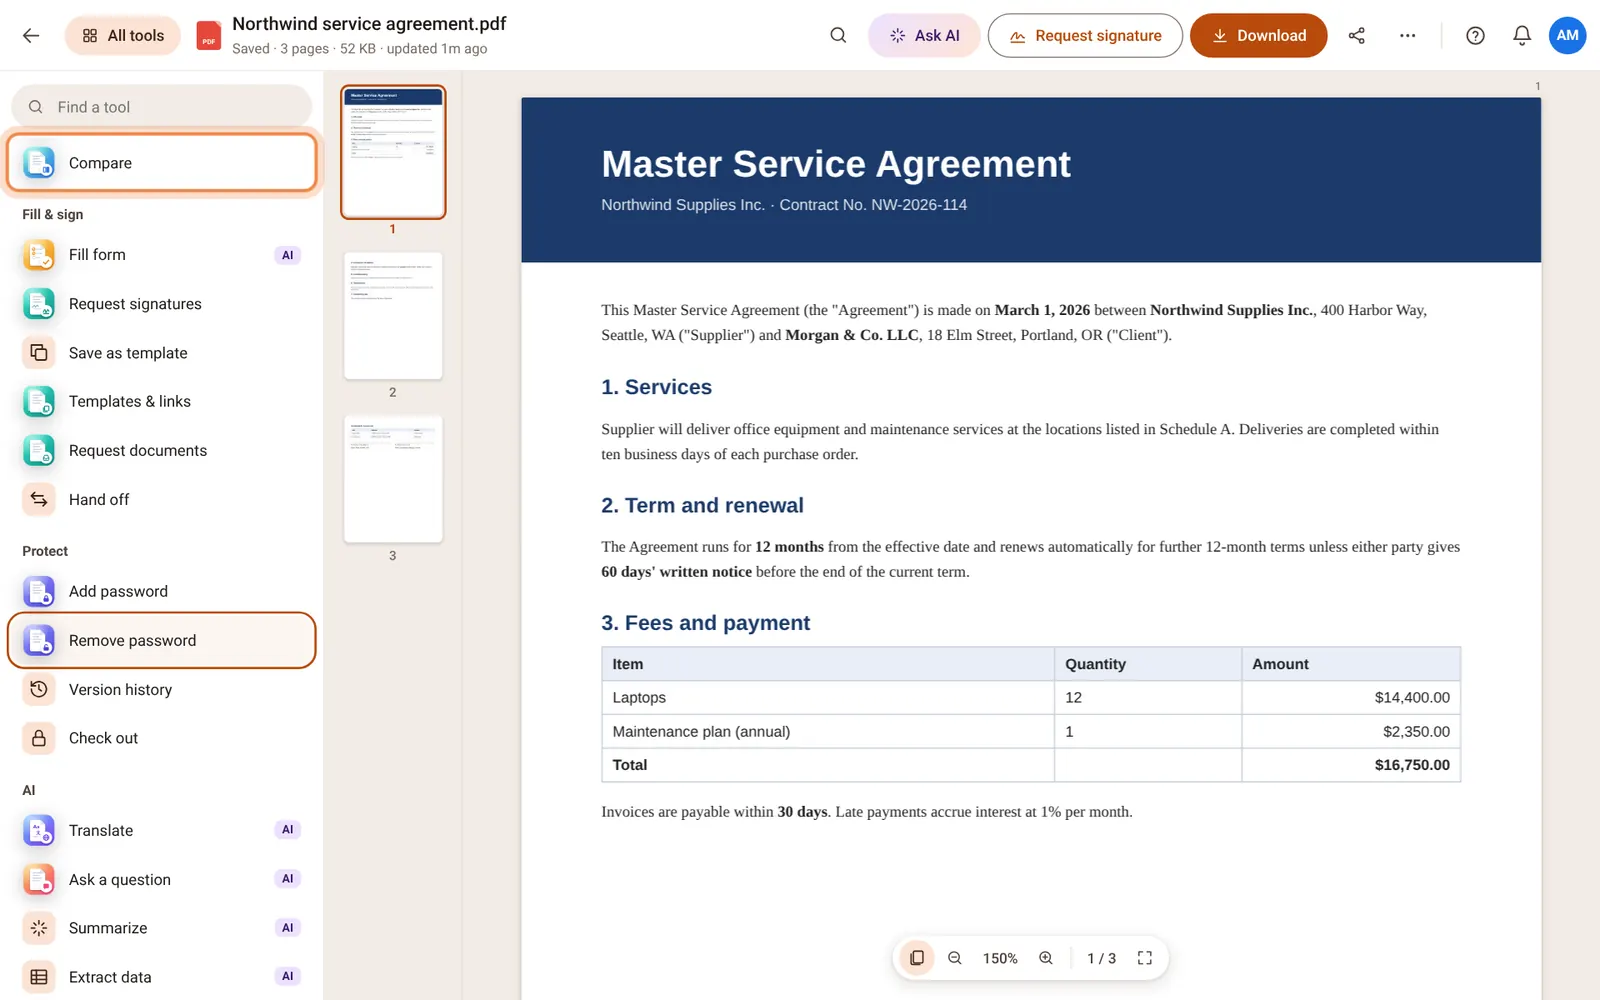 All tools
PDF
Northwind service agreement.pdf
Saved · 3 pages · 52 KB · updated 1m ago
Ask AI
Request signature
Download
AM
Find a tool
Compare
Fill & sign
Fill form
AI
Request signatures
Save as template
Templates & links
Request documents
Hand off
Protect
Add password
Remove password
Version history
Check out
AI
Translate
AI
Ask a question
AI
Summarize
AI
Extract data
AI
Master Service Agreement
1
2
3
1
Master Service Agreement
Northwind Supplies Inc. · Contract No. NW-2026-114
This Master Service Agreement (the "Agreement") is made on March 1, 2026 between Northwind Supplies Inc., 400 Harbor Way,
Seattle, WA ("Supplier") and Morgan & Co. LLC, 18 Elm Street, Portland, OR ("Client").
1. Services
Supplier will deliver office equipment and maintenance services at the locations listed in Schedule A. Deliveries are completed within
ten business days of each purchase order.
2. Term and renewal
The Agreement runs for 12 months from the effective date and renews automatically for further 12-month terms unless either party gives
60 days' written notice before the end of the current term.
3. Fees and payment
Item Quantity Amount
Laptops 12 $14,400.00
Maintenance plan (annual) 1 $2,350.00
Total $16,750.00
Invoices are payable within 30 days. Late payments accrue interest at 1% per month.
150%
1 / 3